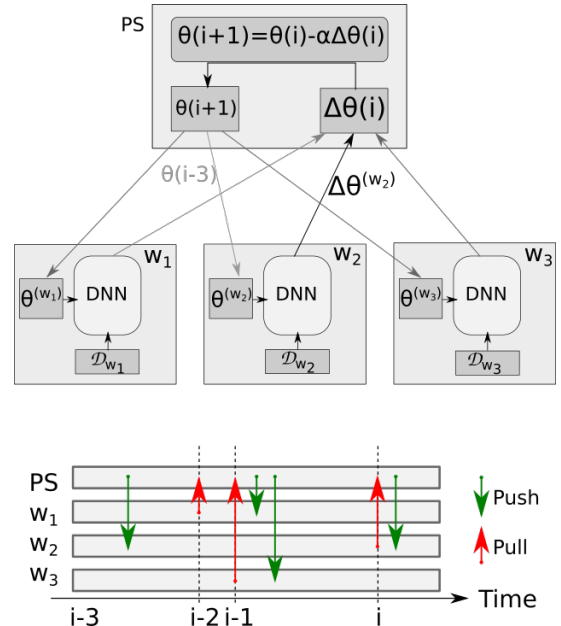 PS
θ(i+1)=θ(i)-αΔθ(i)
θ(i+1)
Δθ(i)
θ(i-3)
Δθ(w₂)
w₁
w₂
w₃
θ(w₁)
DNN
θ(w₂)
DNN
θ(w₃)
DNN
𝒟w₁
𝒟w₂
𝒟w₃
PS
w₁
w₂
w₃
Push
Pull
i-3
i-2
i-1
i
Time